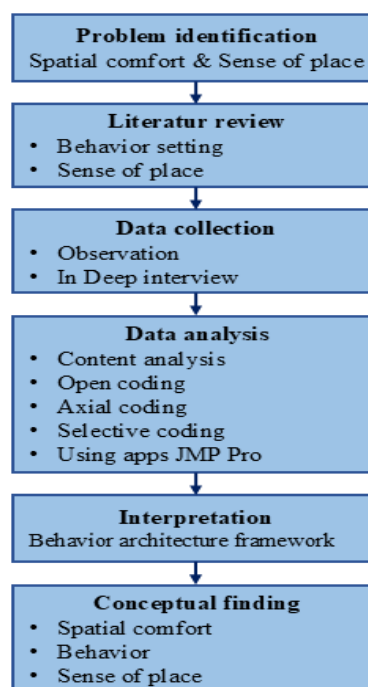 Problem identification
Spatial comfort & Sense of place
Literatur review
• Behavior setting
• Sense of place
Data collection
• Observation
• In Deep interview
Data analysis
• Content analysis
• Open coding
• Axial coding
• Selective coding
• Using apps JMP Pro
Interpretation
Behavior architecture framework
Conceptual finding
• Spatial comfort
• Behavior
• Sense of place